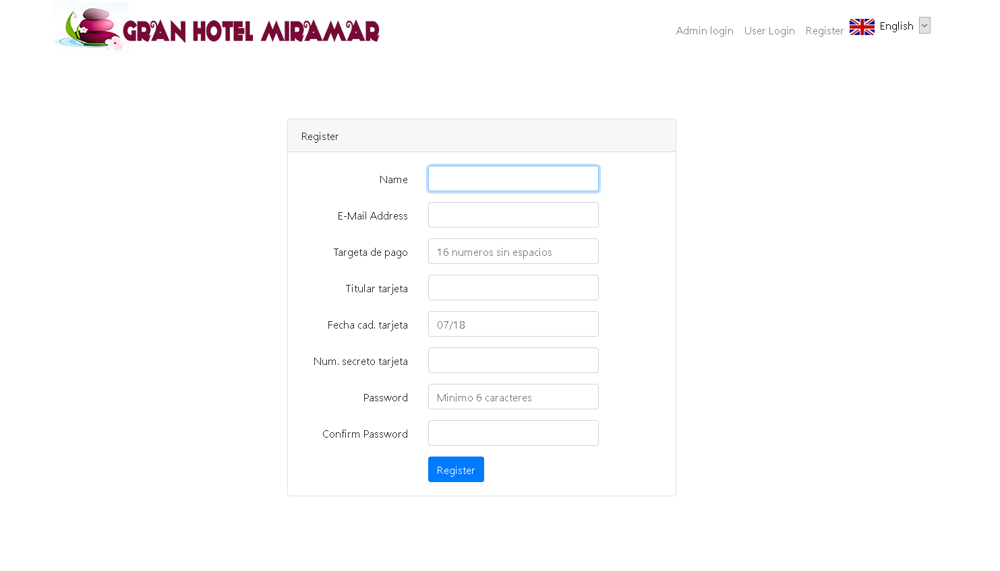 GRAN HOTEL MIRAMAR
Admin login User Login Register English
Register
Name
E-Mail Address
Targeta de pago 16 numeros sin espacios
Titular tarjeta
Fecha cad. tarjeta 07/18
Num. secreto tarjeta
Password Minimo 6 caracteres
Confirm Password
Register